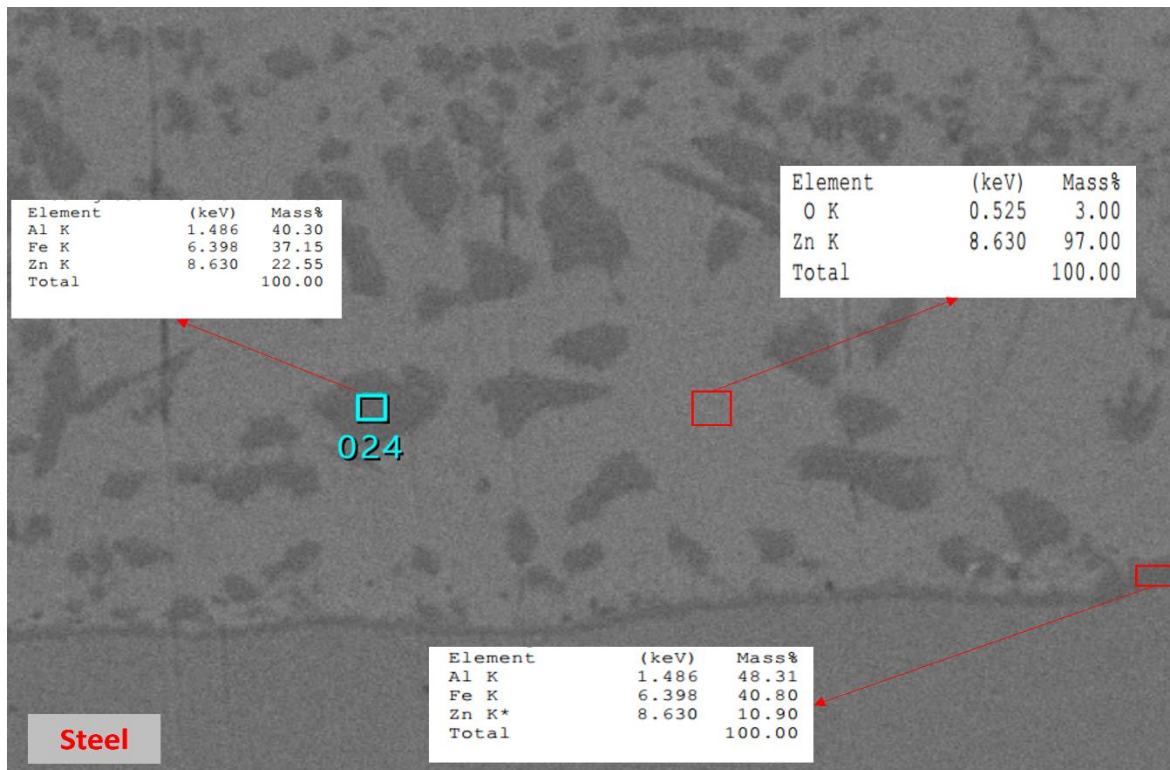 Element (keV) Mass%
O K 0.525 3.00
Zn K 8.630 97.00
Total 100.00
Element (keV) Mass%
Al K 1.486 40.30
Fe K 6.398 37.15
Zn K 8.630 22.55
Total 100.00
024
Element (keV) Mass%
Al K 1.486 48.31
Fe K 6.398 40.80
Zn K* 8.630 10.90
Total 100.00
Steel